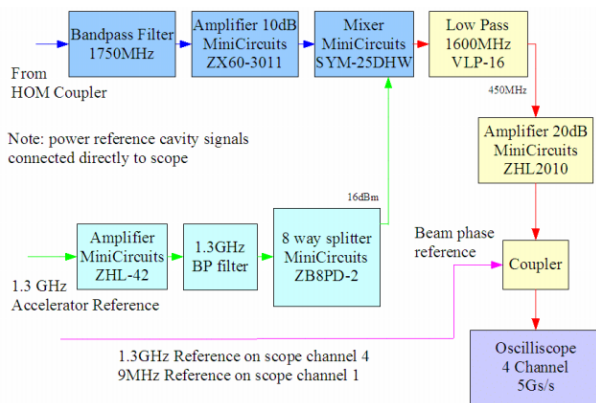 Bandpass Filter
1750MHz
Amplifier 10dB
MiniCircuits
ZX60-3011
Mixer
MiniCircuits
SYM-25DHW
Low Pass
1600MHz
VLP-16
From
HOM Coupler
450MHz
Note: power reference cavity signals
connected directly to scope
Amplifier 20dB
MiniCircuits
ZHL2010
16dBm
Amplifier
MiniCircuits
ZHL-42
1.3GHz
BP filter
8 way splitter
MiniCircuits
ZB8PD-2
Beam phase
reference
Coupler
1.3 GHz
Accelerator Reference
1.3GHz Reference on scope channel 4
9MHz Reference on scope channel 1
Oscilliscope
4 Channel
5Gs/s